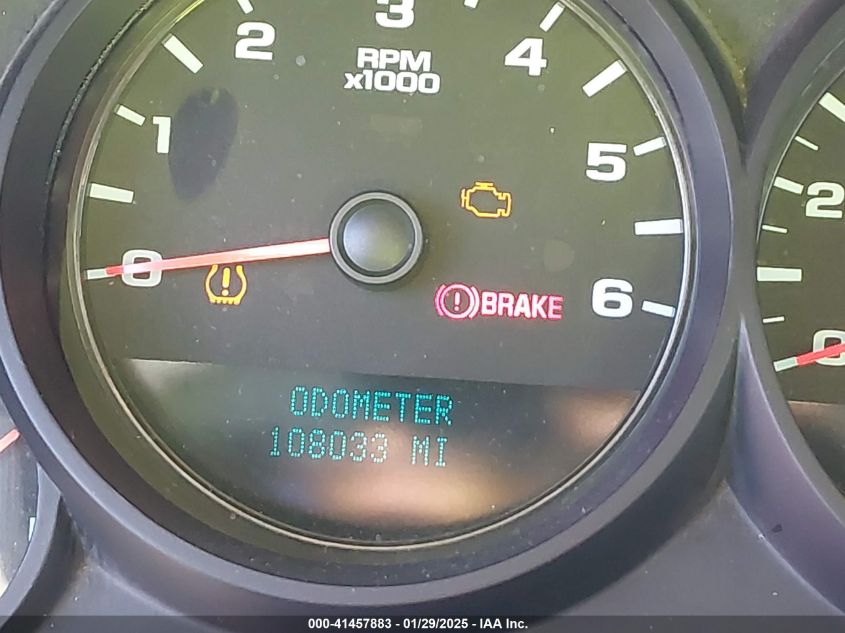 3
2
4
RPM
x1000
1
5
2
0
6
BRAKE
0
ODOMETER
108033 MI
000-41457883 - 01/29/2025 - IAA Inc.